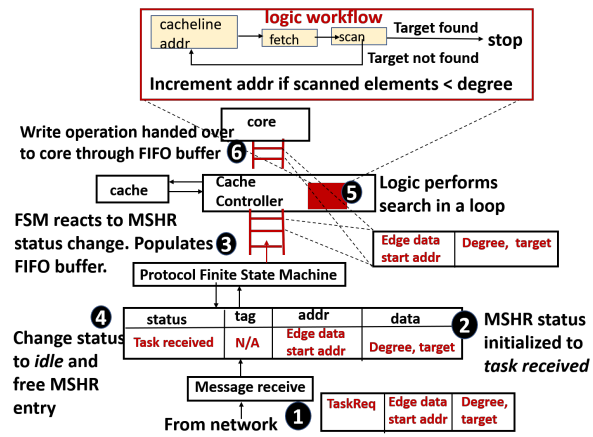 logic workflow
cacheline
addr
fetch
scan
Target found
stop
Target not found
Increment addr if scanned elements < degree
core
Write operation handed over
to core through FIFO buffer
6
cache
Cache
Controller
5
Logic performs
search in a loop
FSM reacts to MSHR
status change. Populates
FIFO buffer.
3
Edge data
start addr
Degree, target
Protocol Finite State Machine
4
Change status
to idle and
free MSHR
entry
status
tag
addr
data
Task received
N/A
Edge data
start addr
Degree, target
2
MSHR status
initialized to
task received
Message receive
From network
1
TaskReq
Edge data
start addr
Degree,
target